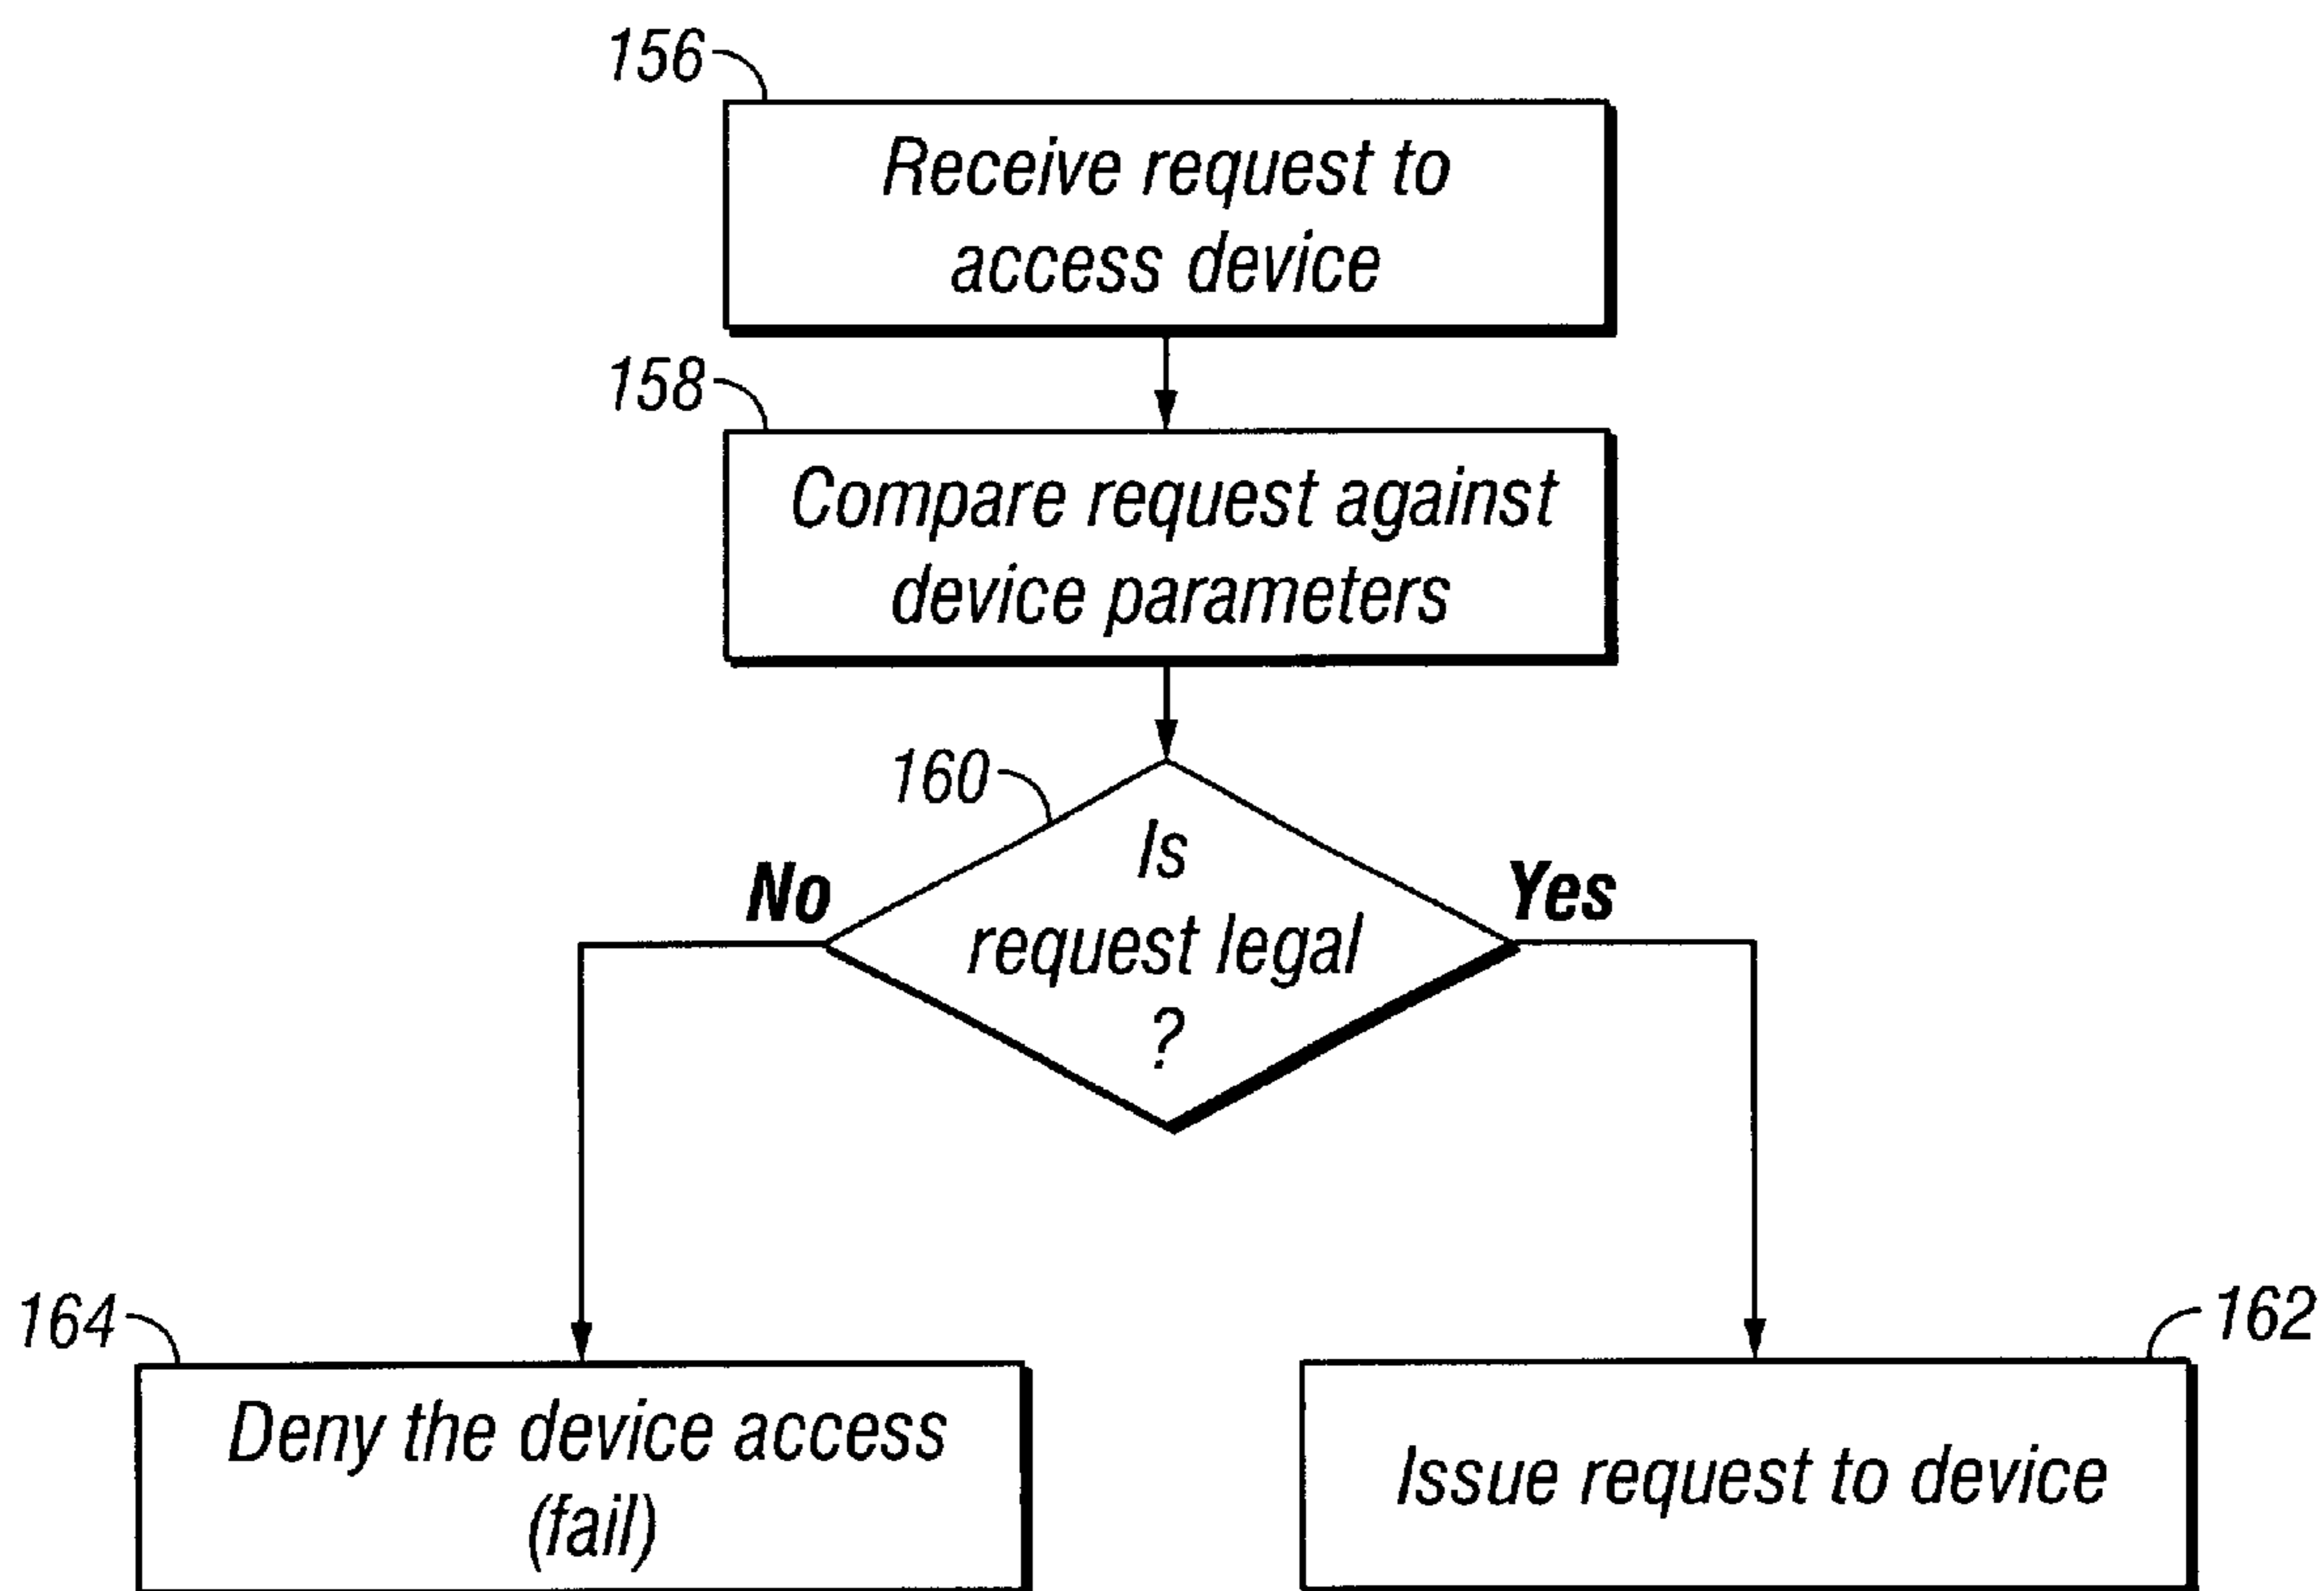 156
Receive request to
access device
158
Compare request against
device parameters
160
Is
request legal
?
No
Yes
164
Deny the device access
(fail)
162
Issue request to device